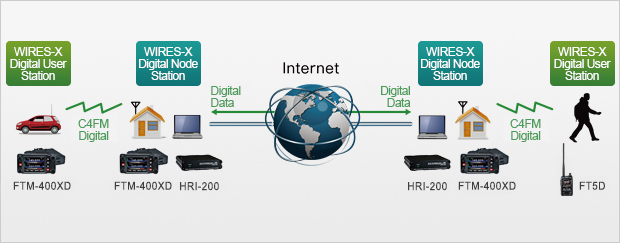 WIRES-X
Digital User
Station
WIRES-X
Digital Node
Station
Internet
WIRES-X
Digital Node
Station
WIRES-X
Digital User
Station
Digital
Data
Digital
Data
C4FM
Digital
C4FM
Digital
FTM-400XD
FTM-400XD
HRI-200
HRI-200
FTM-400XD
FT5D